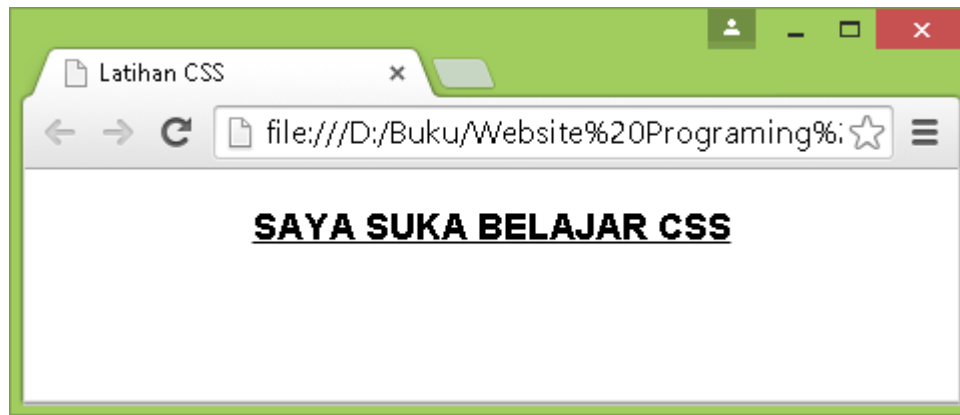 Latihan CSS
file:///D:/Buku/Website%20Programing%
SAYA SUKA BELAJAR CSS